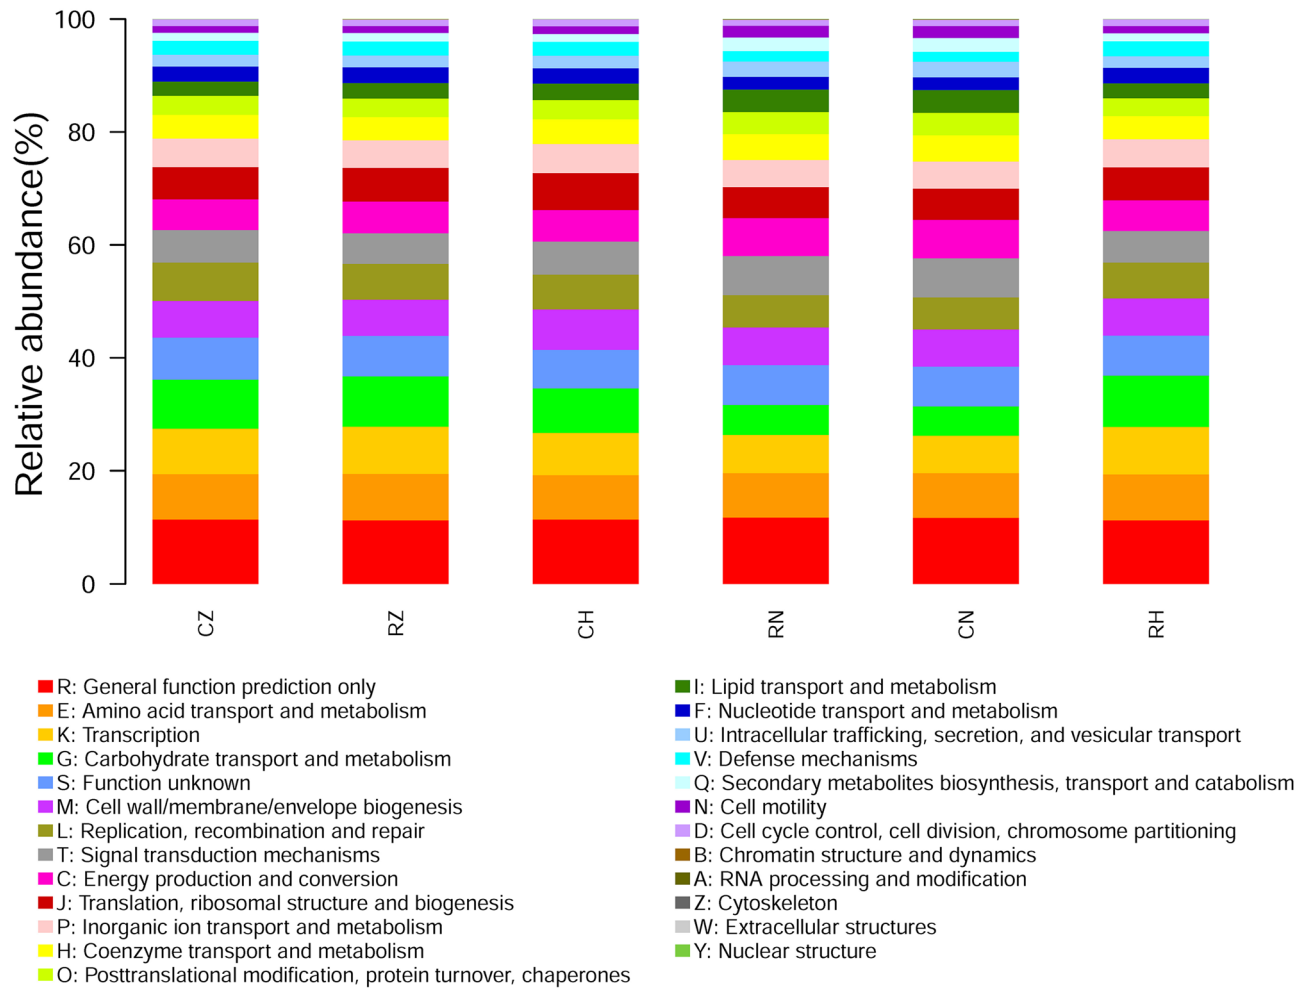 Relative abundance(%)
100
80
60
40
20
0
CZ
RZ
CH
RN
CN
RH
R: General function prediction only
E: Amino acid transport and metabolism
K: Transcription
G: Carbohydrate transport and metabolism
S: Function unknown
M: Cell wall/membrane/envelope biogenesis
L: Replication, recombination and repair
T: Signal transduction mechanisms
C: Energy production and conversion
J: Translation, ribosomal structure and biogenesis
P: Inorganic ion transport and metabolism
H: Coenzyme transport and metabolism
O: Posttranslational modification, protein turnover, chaperones
I: Lipid transport and metabolism
F: Nucleotide transport and metabolism
U: Intracellular trafficking, secretion, and vesicular transport
V: Defense mechanisms
Q: Secondary metabolites biosynthesis, transport and catabolism
N: Cell motility
D: Cell cycle control, cell division, chromosome partitioning
B: Chromatin structure and dynamics
A: RNA processing and modification
Z: Cytoskeleton
W: Extracellular structures
Y: Nuclear structure